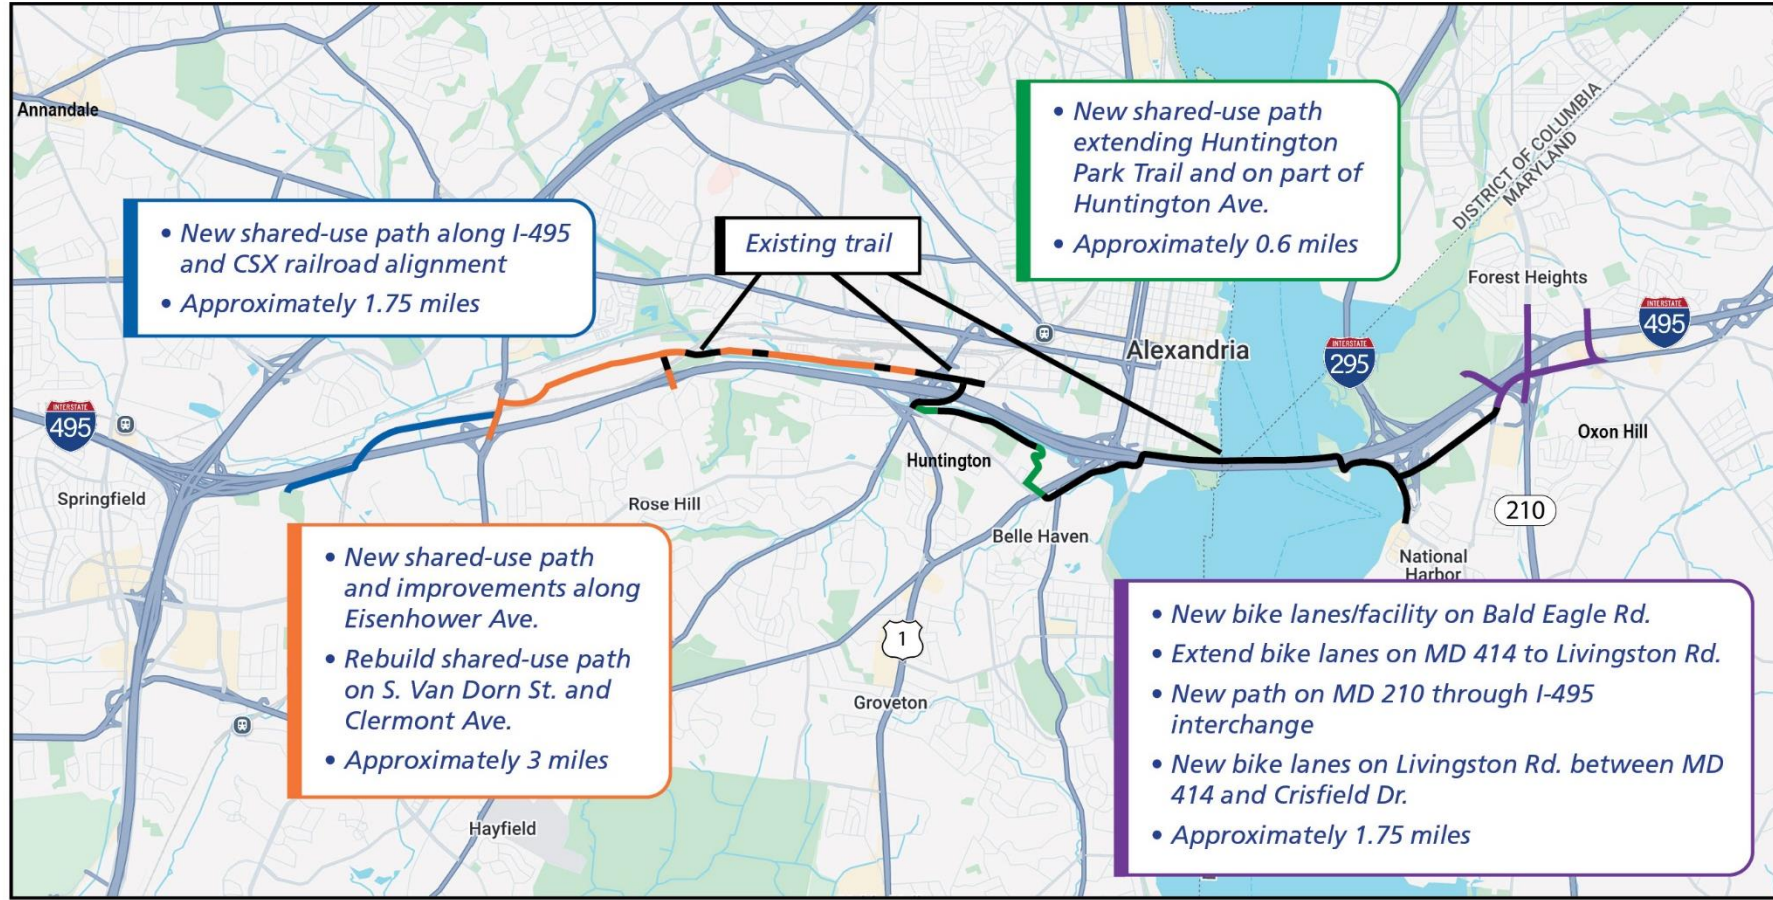 Annandale
• New shared-use path
extending Huntington
Park Trail and on part of
Huntington Ave.
• Approximately 0.6 miles
DISTRICT OF COLUMBIA
MARYLAND
• New shared-use path along I-495
and CSX railroad alignment
• Approximately 1.75 miles
Existing trail
Forest Heights
INTERSTATE
495
Alexandria
INTERSTATE
295
INTERSTATE
495
Oxon Hill
Huntington
Springfield
Rose Hill
210
Belle Haven
National
Harbor
• New shared-use path
and improvements along
Eisenhower Ave.
• Rebuild shared-use path
on S. Van Dorn St. and
Clermont Ave.
• Approximately 3 miles
1
Groveton
Hayfield
• New bike lanes/facility on Bald Eagle Rd.
• Extend bike lanes on MD 414 to Livingston Rd.
• New path on MD 210 through I-495
interchange
• New bike lanes on Livingston Rd. between MD
414 and Crisfield Dr.
• Approximately 1.75 miles